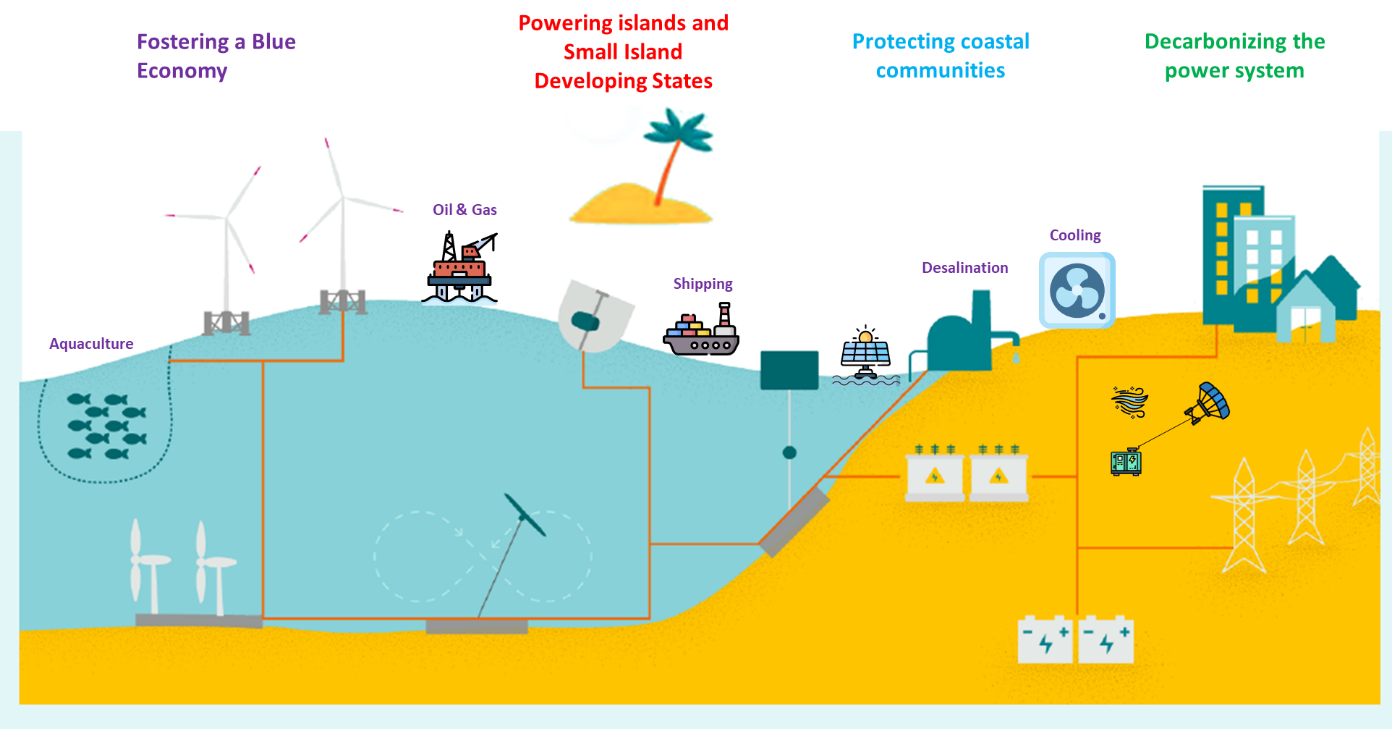 Fostering a Blue
Economy
Powering islands and
Small Island
Developing States
Protecting coastal
communities
Decarbonizing the
power system
Oil & Gas
Cooling
Desalination
Shipping
Aquaculture